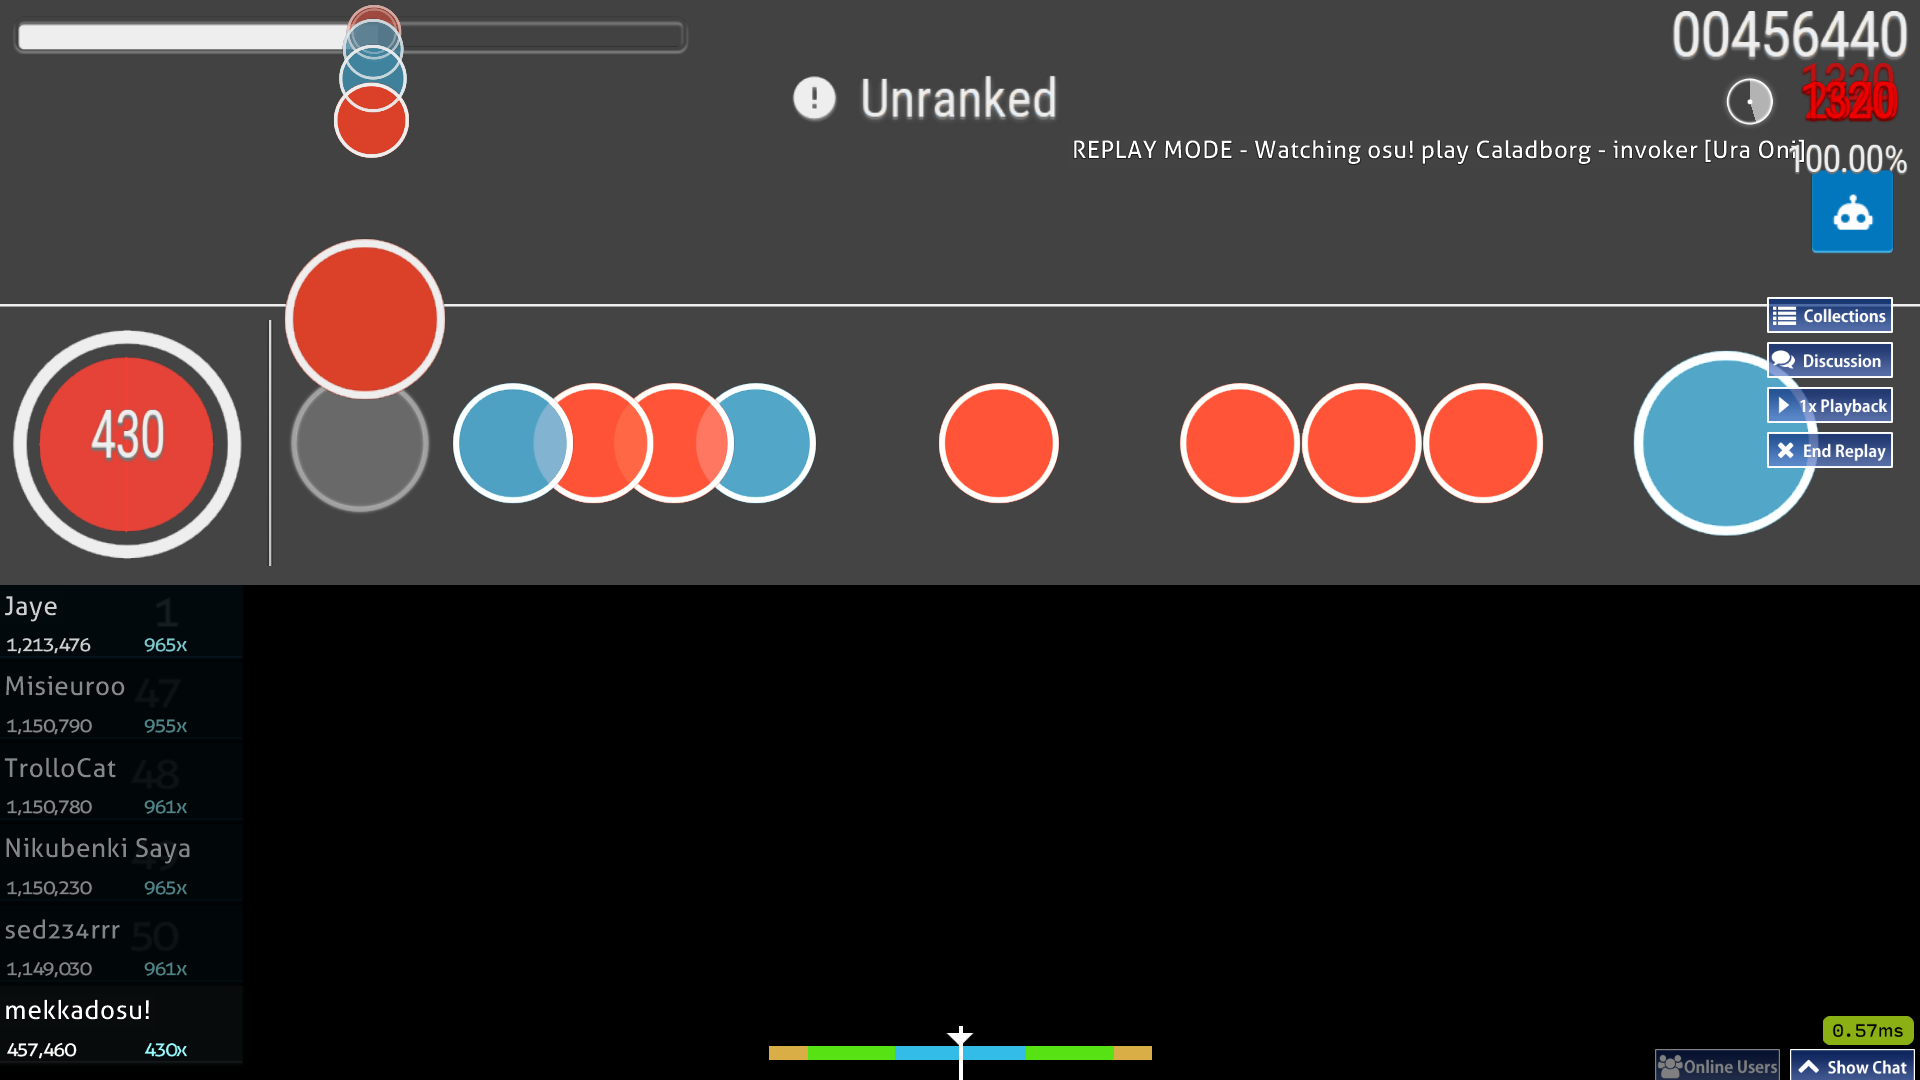 00456440
! Unranked
1320
REPLAY MODE - Watching osu! play Caladborg - invoker [Ura Oni]
100.00%
Collections
Discussion
1x Playback
End Replay
430
Jaye 1
1,213,476 965x
Misieuroo 47
1,150,790 955x
TrolloCat 48
1,150,780 961x
Nikubenki Saya 49
1,150,230 965x
sed234rrr 50
1,149,030 961x
mekkadosu!
457,460 430x
0.57ms
Online Users
Show Chat